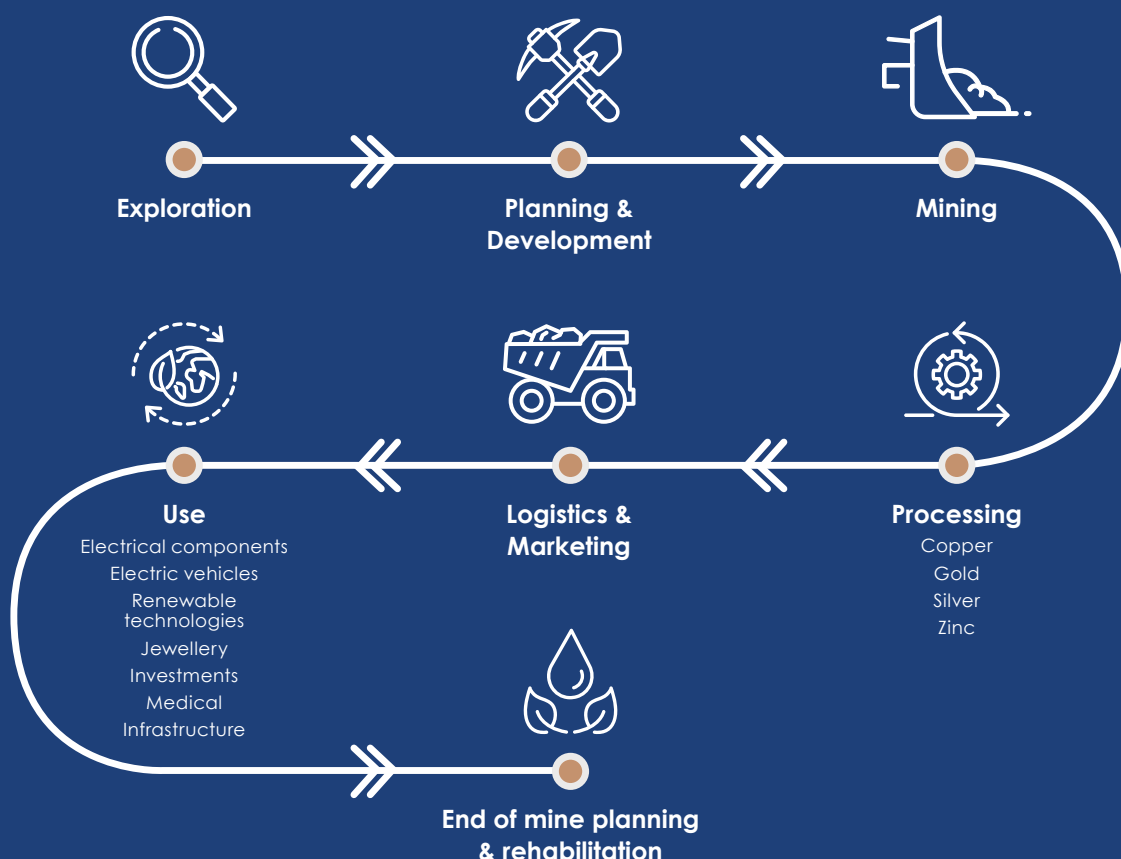 Exploration
Planning &
Development
Mining
Use
Electrical components
Electric vehicles
Renewable
technologies
Jewellery
Investments
Medical
Infrastructure
Logistics &
Marketing
Processing
Copper
Gold
Silver
Zinc
End of mine planning
& rehabilitation